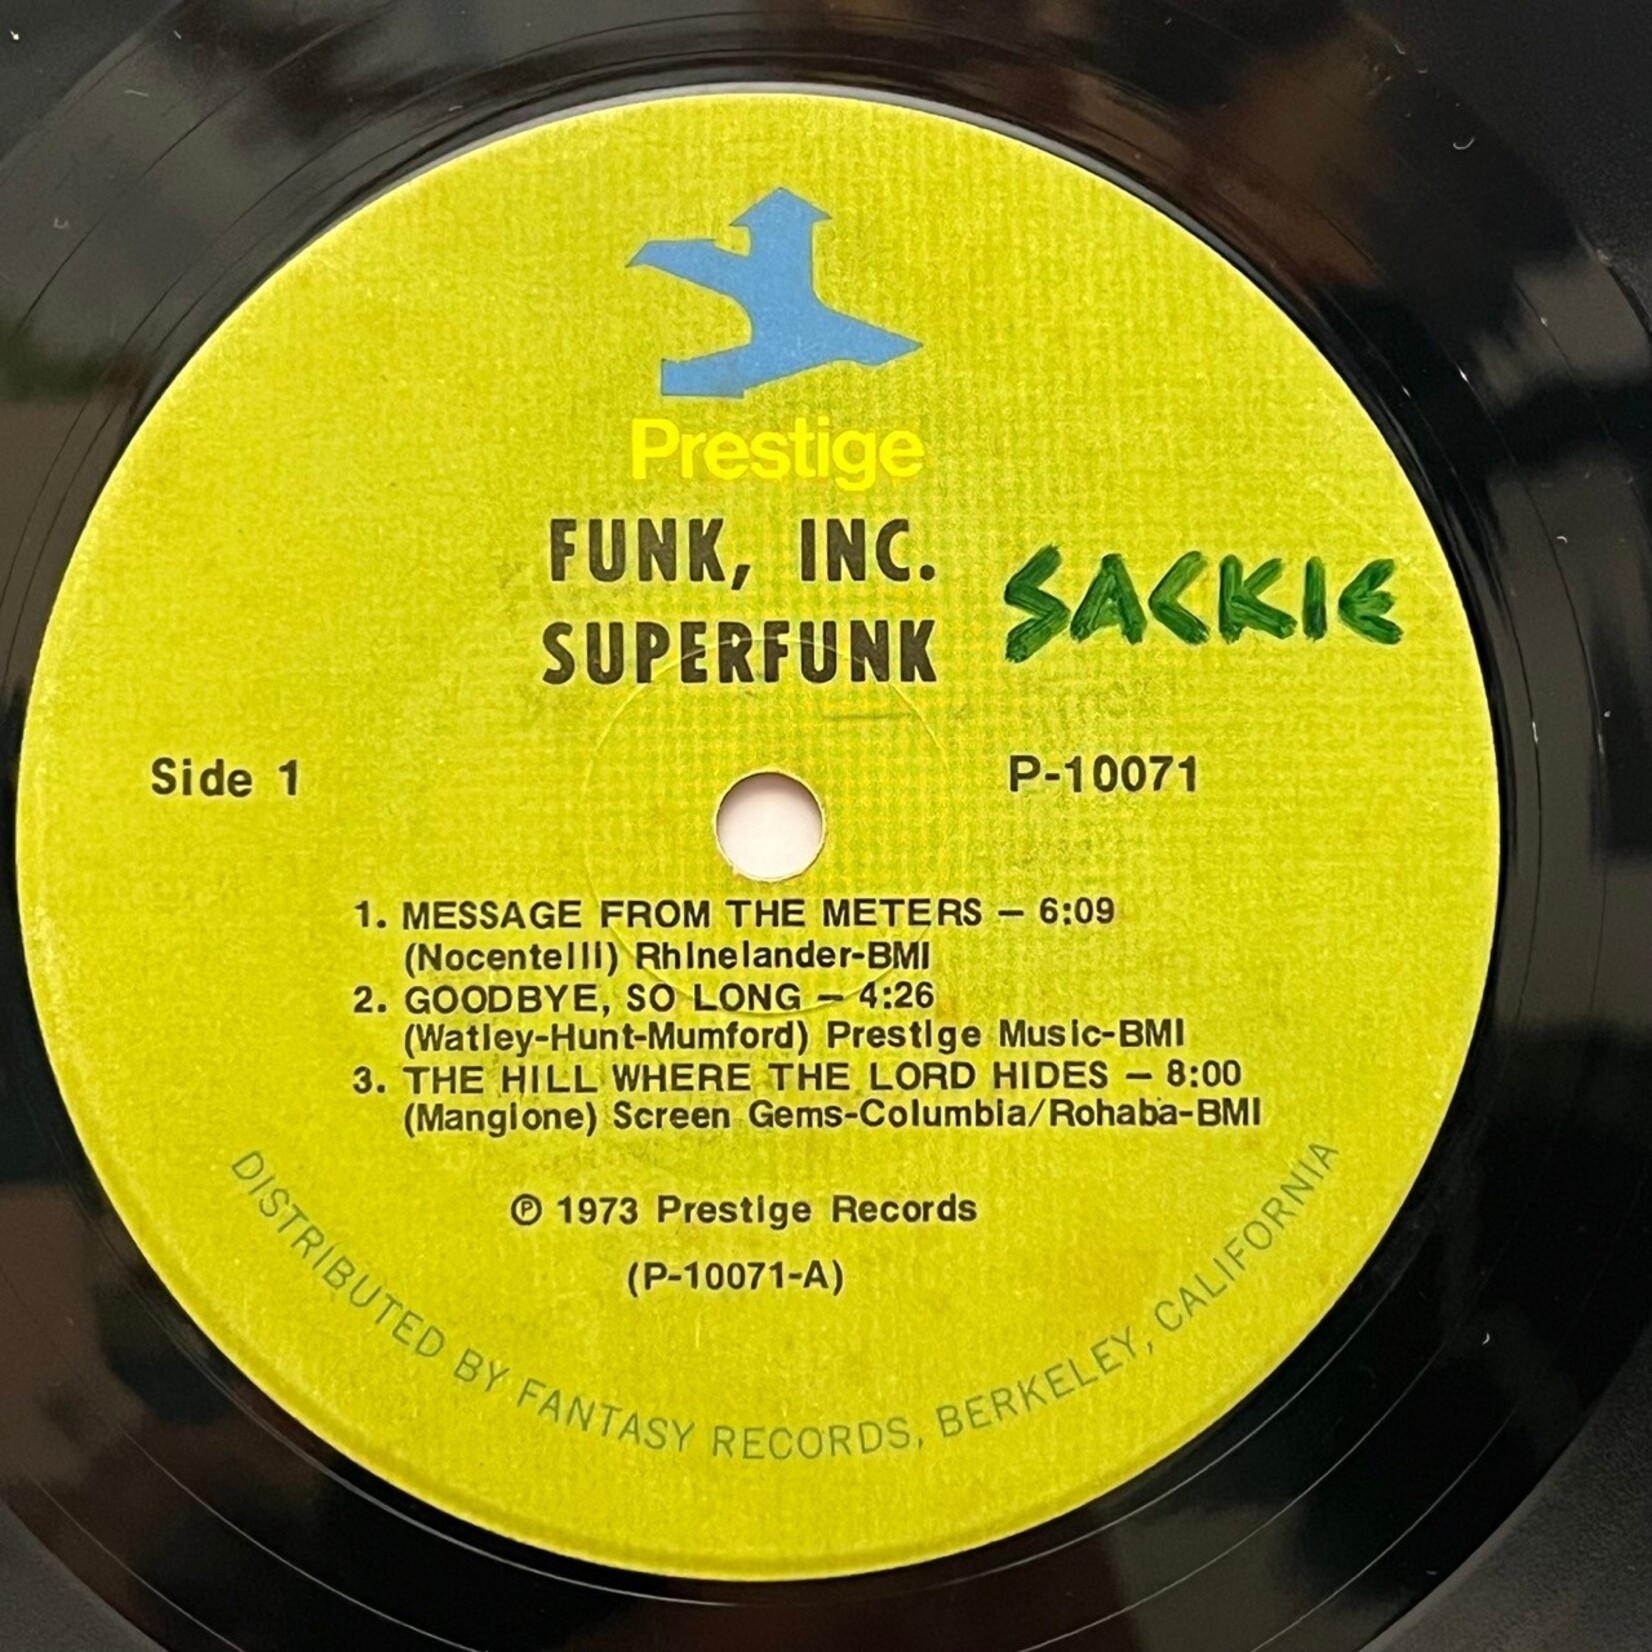 Prestige
FUNK, INC.
SACKIE
SUPERFUNK
Side 1
P-10071
1. MESSAGE FROM THE METERS – 6:09
(Nocentelli) Rhinelander-BMI
2. GOODBYE, SO LONG – 4:26
(Watley-Hunt-Mumford) Prestige Music-BMI
3. THE HILL WHERE THE LORD HIDES – 8:00
(Mangione) Screen Gems-Columbia/Rohaba-BMI
℗ 1973 Prestige Records
(P-10071-A)
DISTRIBUTED BY FANTASY RECORDS, BERKELEY, CALIFORNIA